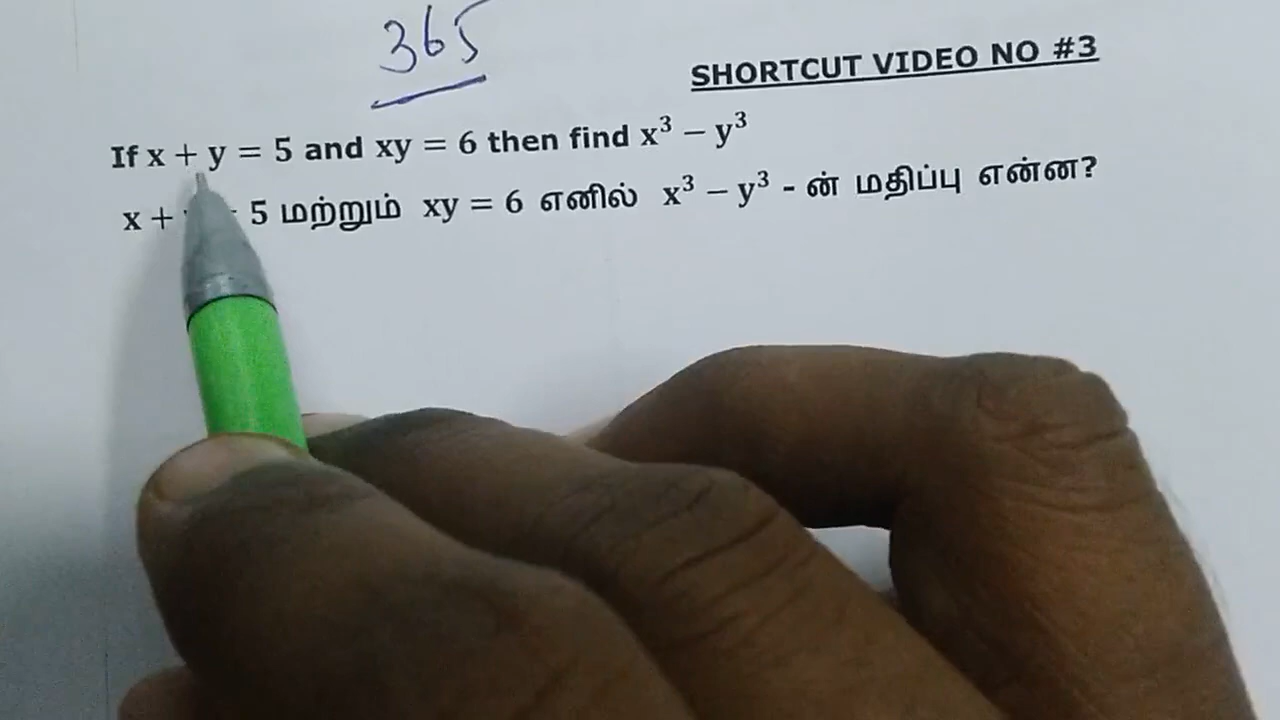 365
SHORTCUT VIDEO NO #3
If x + y = 5 and xy = 6 then find x³ − y³
x + 5 மற்றும் xy = 6 எனில் x³ − y³ - ன் மதிப்பு என்ன?